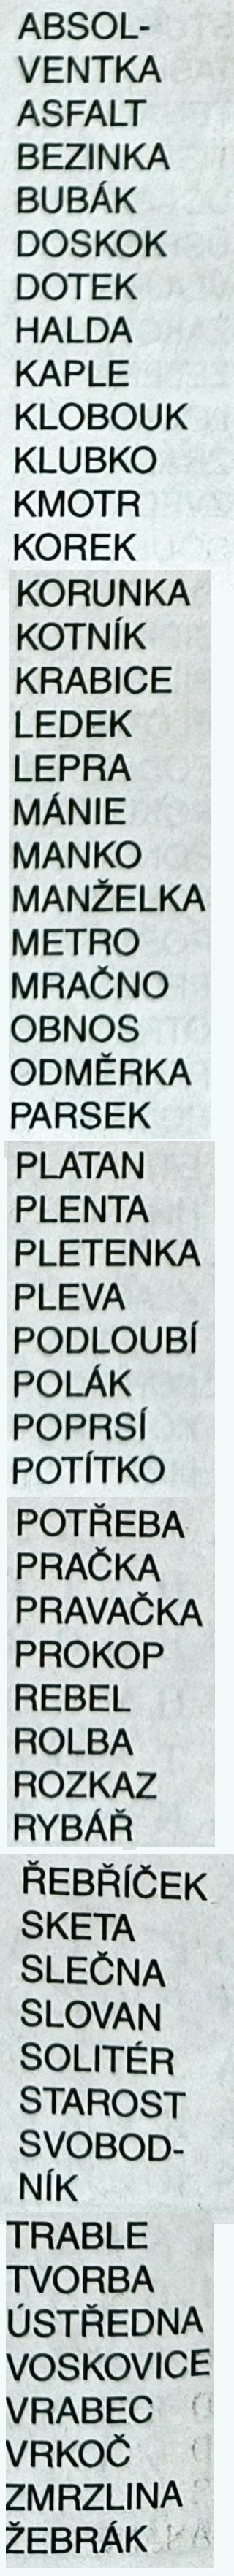 ABSOL-
VENTKA
ASFALT
BEZINKA
BUBÁK
DOSKOK
DOTEK
HALDA
KAPLE
KLOBOUK
KLUBKO
KMOTR
KOREK
KORUNKA
KOTNÍK
KRABICE
LEDEK
LEPRA
MÁNIE
MANKO
MANŽELKA
METRO
MRAČNO
OBNOS
ODMĚRKA
PARSEK
PLATAN
PLENTA
PLETENKA
PLEVA
PODLOUBÍ
POLÁK
POPRSÍ
POTÍTKO
POTŘEBA
PRAČKA
PRAVAČKA
PROKOP
REBEL
ROLBA
ROZKAZ
RYBÁŘ
ŘEBŘÍČEK
SKETA
SLEČNA
SLOVAN
SOLITÉR
STAROST
SVOBOD-
NÍK
TRABLE
TVORBA
ÚSTŘEDNA
VOSKOVICE
VRABEC
VRKOČ
ZMRZLINA
ŽEBRÁK